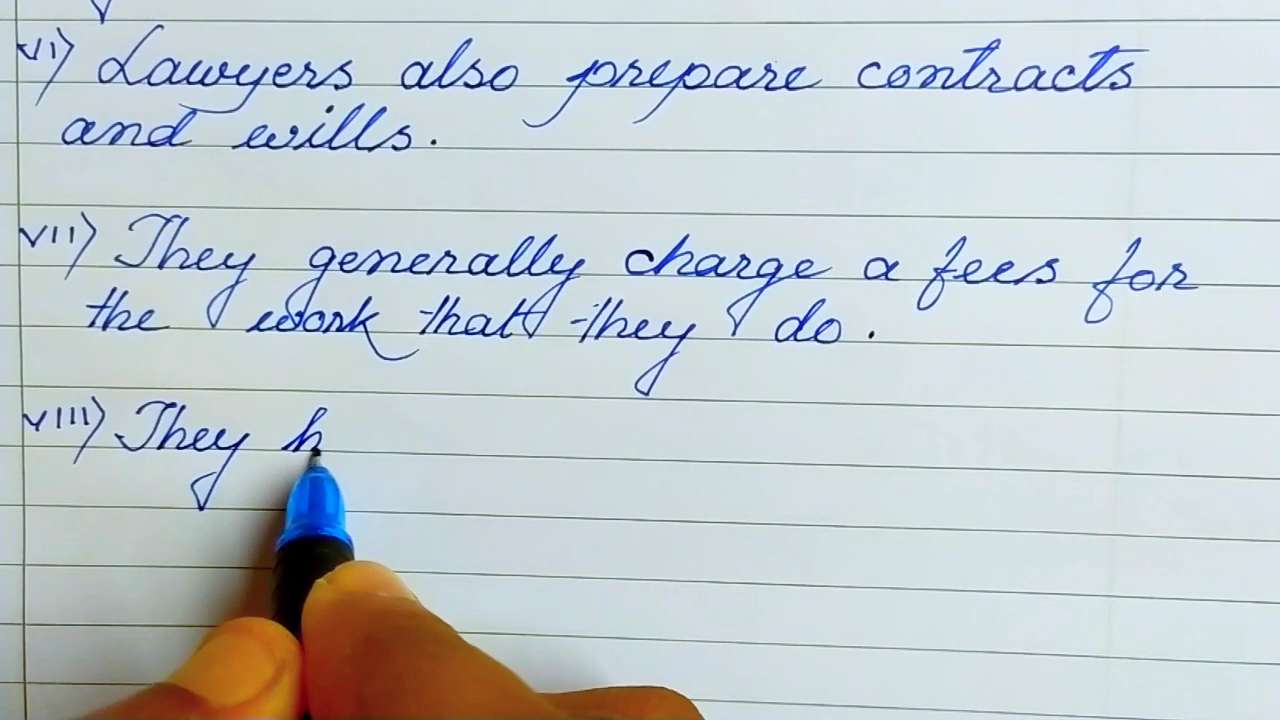 vi) Lawyers also prepare contracts
and wills.
vii) They generally charge a fees for
the work that they do.
viii) They h